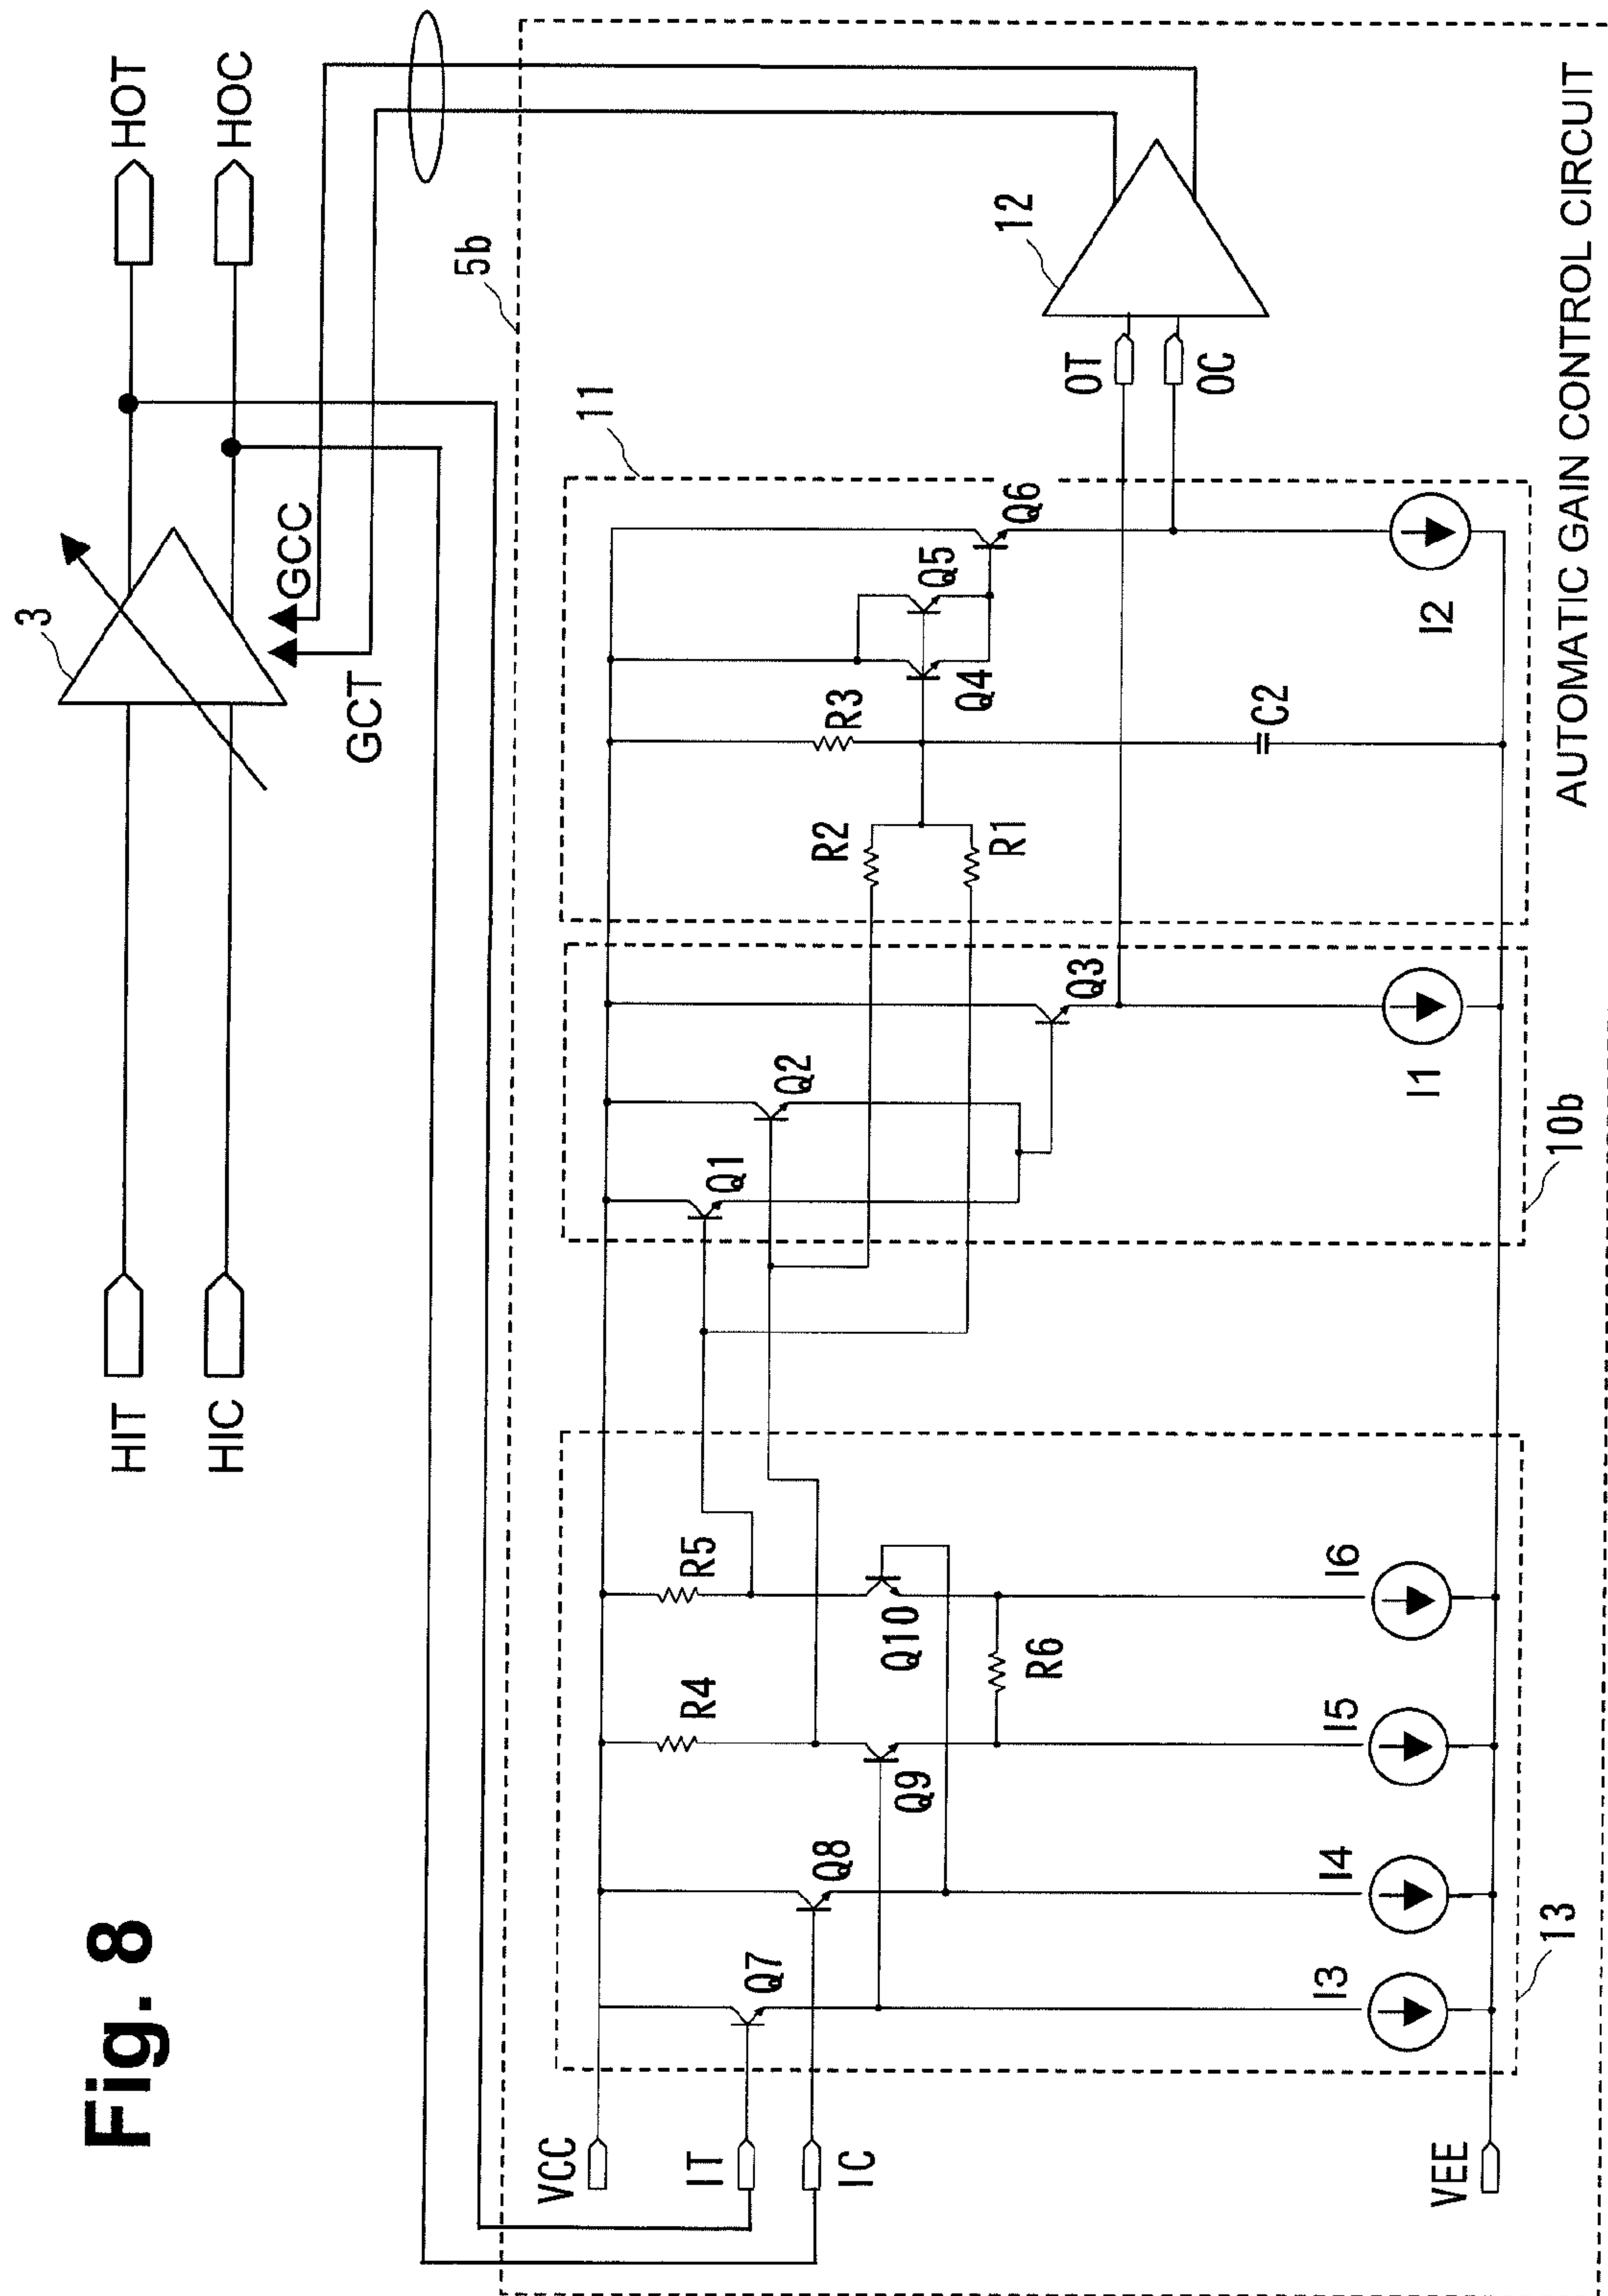 Fig. 8
HIT
HIC
3
HOT
HOC
GCT
GCC
5b
VCC
IT
IC
VEE
Q7
Q8
Q9
Q10
R4
R5
R6
I3
I4
I5
I6
13
Q1
Q2
Q3
I1
10b
11
R2
R1
R3
C2
Q4
Q5
Q6
I2
OT
OC
12
AUTOMATIC GAIN CONTROL CIRCUIT